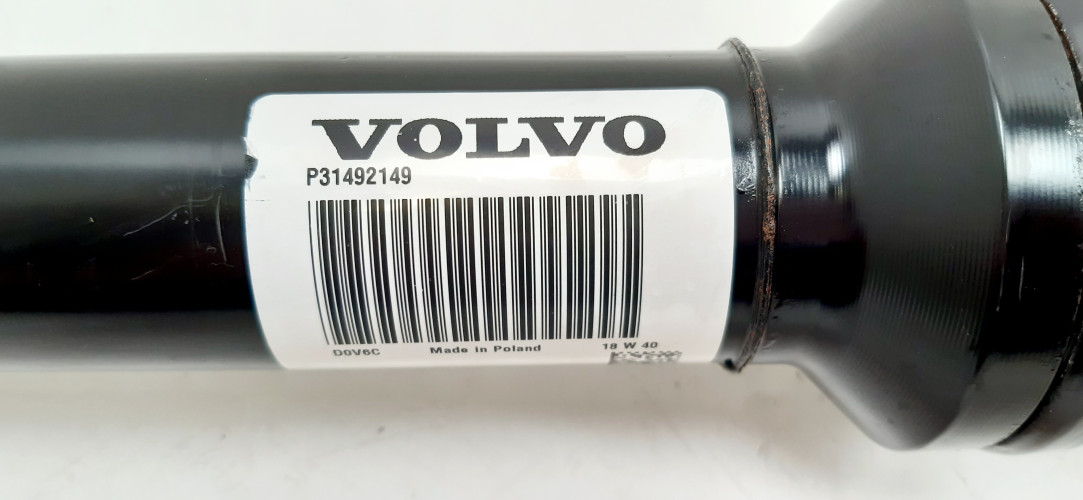 VOLVO
P31492149
D0V6C Made in Poland 18 W 40